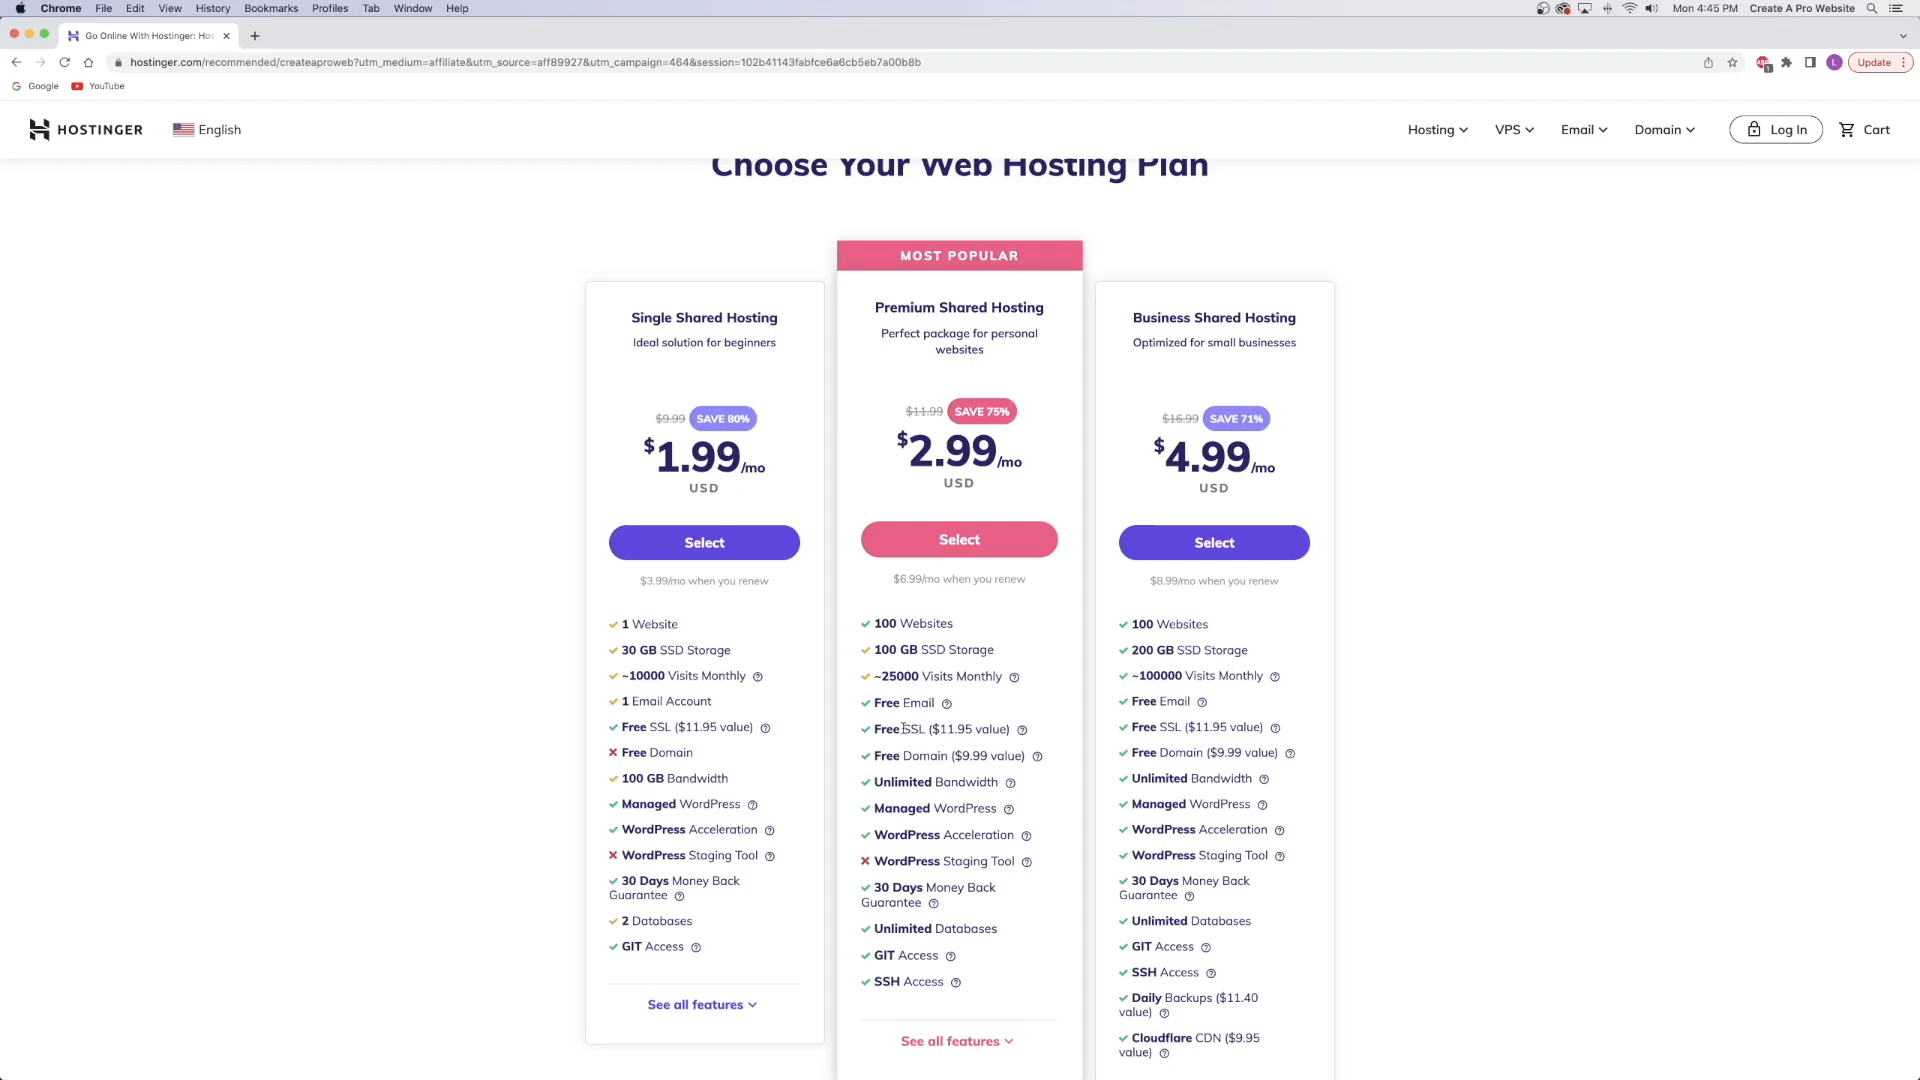 Chrome File Edit View History Bookmarks Profiles Tab Window Help
Mon 4:45 PM Create A Pro Website
Go Online With Hostinger: Hos
hostinger.com/recommended/createaproweb?utm_medium=affiliate&utm_source=aff89927&utm_campaign=464&session=102b41143fabfce6a6cb5eb7a00b8b
1
L
Update
Google YouTube
HOSTINGER English
Hosting VPS Email Domain Log In Cart
Choose Your Web Hosting Plan
Single Shared Hosting
Ideal solution for beginners
$9.99 SAVE 80%
$1.99/mo
USD
Select
$3.99/mo when you renew
1 Website
30 GB SSD Storage
~10000 Visits Monthly
1 Email Account
Free SSL ($11.95 value)
Free Domain
100 GB Bandwidth
Managed WordPress
WordPress Acceleration
WordPress Staging Tool
30 Days Money Back
Guarantee
2 Databases
GIT Access
See all features
MOST POPULAR
Premium Shared Hosting
Perfect package for personal
websites
$11.99 SAVE 75%
$2.99/mo
USD
Select
$6.99/mo when you renew
100 Websites
100 GB SSD Storage
~25000 Visits Monthly
Free Email
Free SSL ($11.95 value)
Free Domain ($9.99 value)
Unlimited Bandwidth
Managed WordPress
WordPress Acceleration
WordPress Staging Tool
30 Days Money Back
Guarantee
Unlimited Databases
GIT Access
SSH Access
See all features
Business Shared Hosting
Optimized for small businesses
$16.99 SAVE 71%
$4.99/mo
USD
Select
$8.99/mo when you renew
100 Websites
200 GB SSD Storage
~100000 Visits Monthly
Free Email
Free SSL ($11.95 value)
Free Domain ($9.99 value)
Unlimited Bandwidth
Managed WordPress
WordPress Acceleration
WordPress Staging Tool
30 Days Money Back
Guarantee
Unlimited Databases
GIT Access
SSH Access
Daily Backups ($11.40
value)
Cloudflare CDN ($9.95
value)